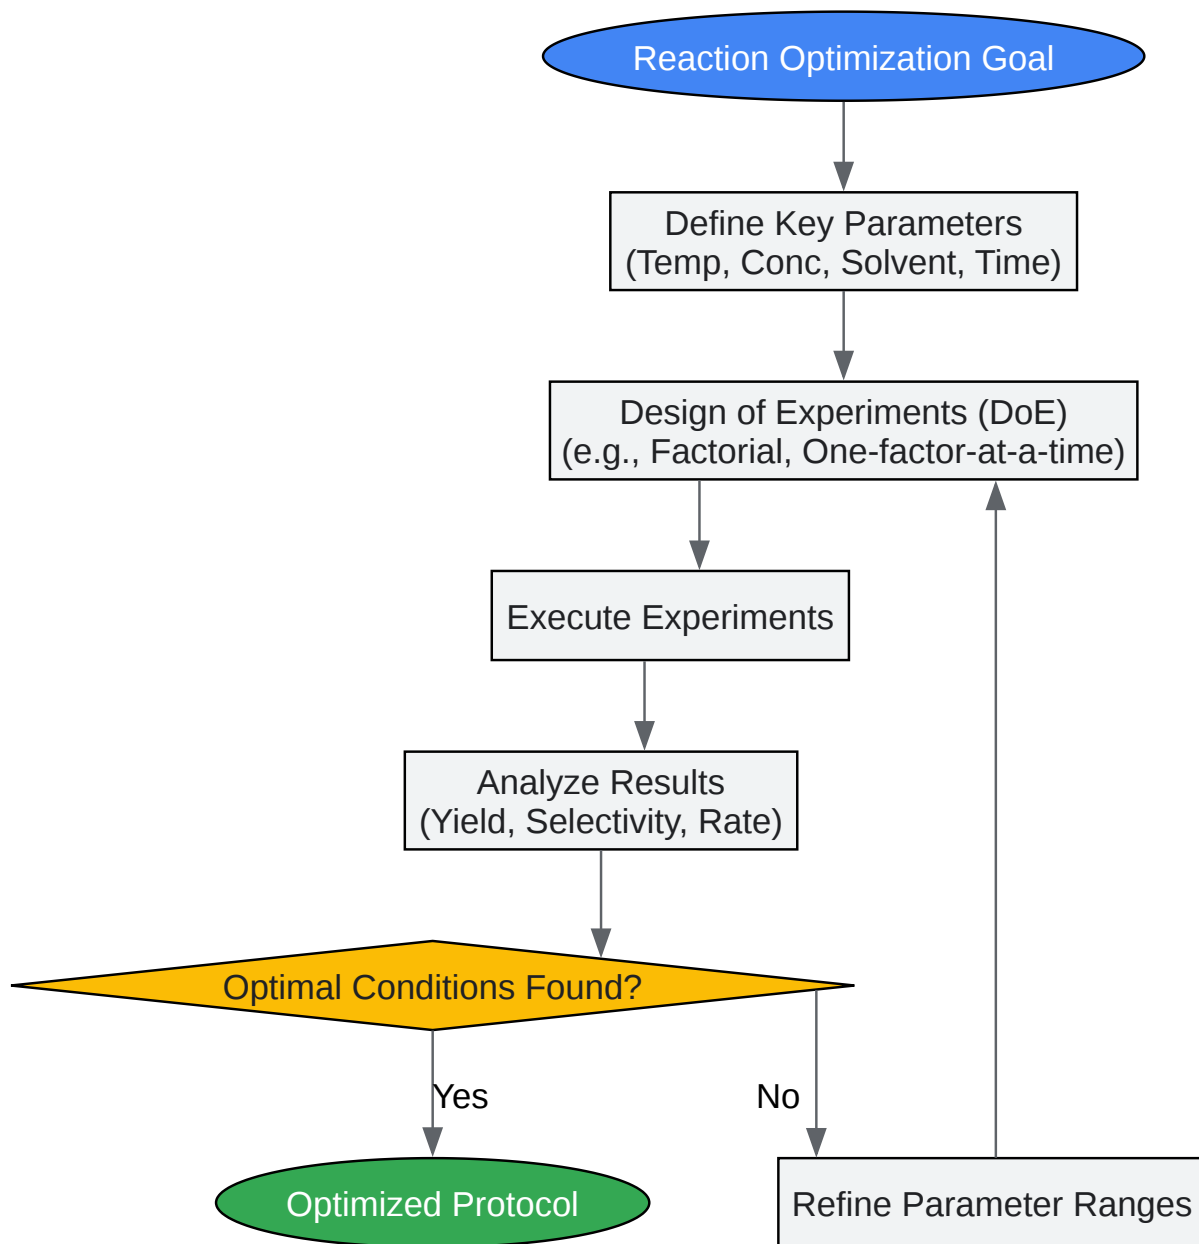 Reaction Optimization Goal
Define Key Parameters
(Temp, Conc, Solvent, Time)
Design of Experiments (DoE)
(e.g., Factorial, One-factor-at-a-time)
Execute Experiments
Analyze Results
(Yield, Selectivity, Rate)
Optimal Conditions Found?
Yes
No
Optimized Protocol
Refine Parameter Ranges